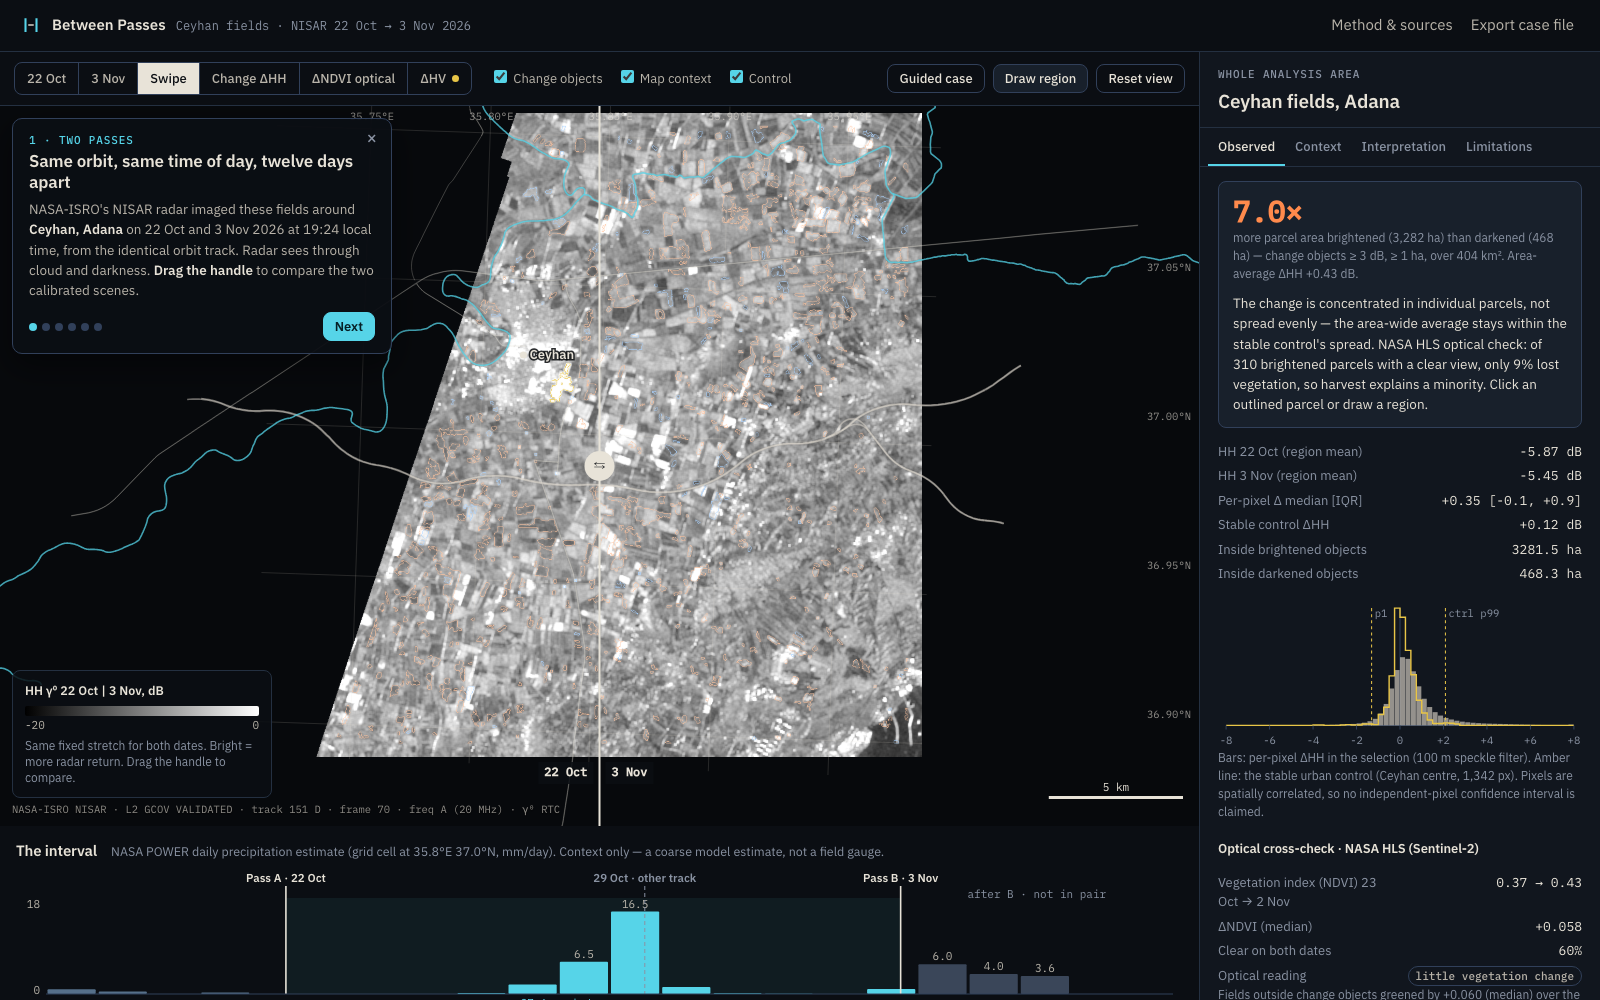 Between Passes Ceyhan fields · NISAR 22 Oct → 3 Nov 2026
Method & sources Export case file
22 Oct 3 Nov Swipe Change ΔHH ΔNDVI optical ΔHV
Change objects Map context Control
Guided case Draw region Reset view
1 · TWO PASSES
×
Same orbit, same time of day, twelve days
apart
NASA-ISRO's NISAR radar imaged these fields around
Ceyhan, Adana on 22 Oct and 3 Nov 2026 at 19:24 local
time, from the identical orbit track. Radar sees through
cloud and darkness. Drag the handle to compare the two
calibrated scenes.
Next
35.75°E
37.05°N
Ceyhan
37.00°N
36.95°N
36.90°N
HH γ⁰ 22 Oct | 3 Nov, dB
-20 0
Same fixed stretch for both dates. Bright =
more radar return. Drag the handle to
compare.
22 Oct 3 Nov
5 km
NASA-ISRO NISAR · L2 GCOV VALIDATED · track 151 D · frame 70 · freq A (20 MHz) · γ⁰ RTC
The interval NASA POWER daily precipitation estimate (grid cell at 35.8°E 37.0°N, mm/day). Context only — a coarse model estimate, not a field gauge.
Pass A · 22 Oct 29 Oct · other track Pass B · 3 Nov
after B · not in pair
18
16.5
6.5
6.0
4.0
3.6
0
WHOLE ANALYSIS AREA
Ceyhan fields, Adana
Observed Context Interpretation Limitations
7.0×
more parcel area brightened (3,282 ha) than darkened (468
ha) — change objects ≥ 3 dB, ≥ 1 ha, over 404 km². Area-
average ΔHH +0.43 dB.
The change is concentrated in individual parcels, not
spread evenly — the area-wide average stays within the
stable control's spread. NASA HLS optical check: of
310 brightened parcels with a clear view, only 9% lost
vegetation, so harvest explains a minority. Click an
outlined parcel or draw a region.
HH 22 Oct (region mean) -5.87 dB
HH 3 Nov (region mean) -5.45 dB
Per-pixel Δ median [IQR] +0.35 [-0.1, +0.9]
Stable control ΔHH +0.12 dB
Inside brightened objects 3281.5 ha
Inside darkened objects 468.3 ha
p1 ctrl p99
-8 -6 -4 -2 0 +2 +4 +6 +8
Bars: per-pixel ΔHH in the selection (100 m speckle filter). Amber
line: the stable urban control (Ceyhan centre, 1,342 px). Pixels are
spatially correlated, so no independent-pixel confidence interval is
claimed.
Optical cross-check · NASA HLS (Sentinel-2)
Vegetation index (NDVI) 23 0.37 → 0.43
Oct → 2 Nov
ΔNDVI (median) +0.058
Clear on both dates 60%
Optical reading little vegetation change
Fields outside change objects greened by +0.060 (median) over the